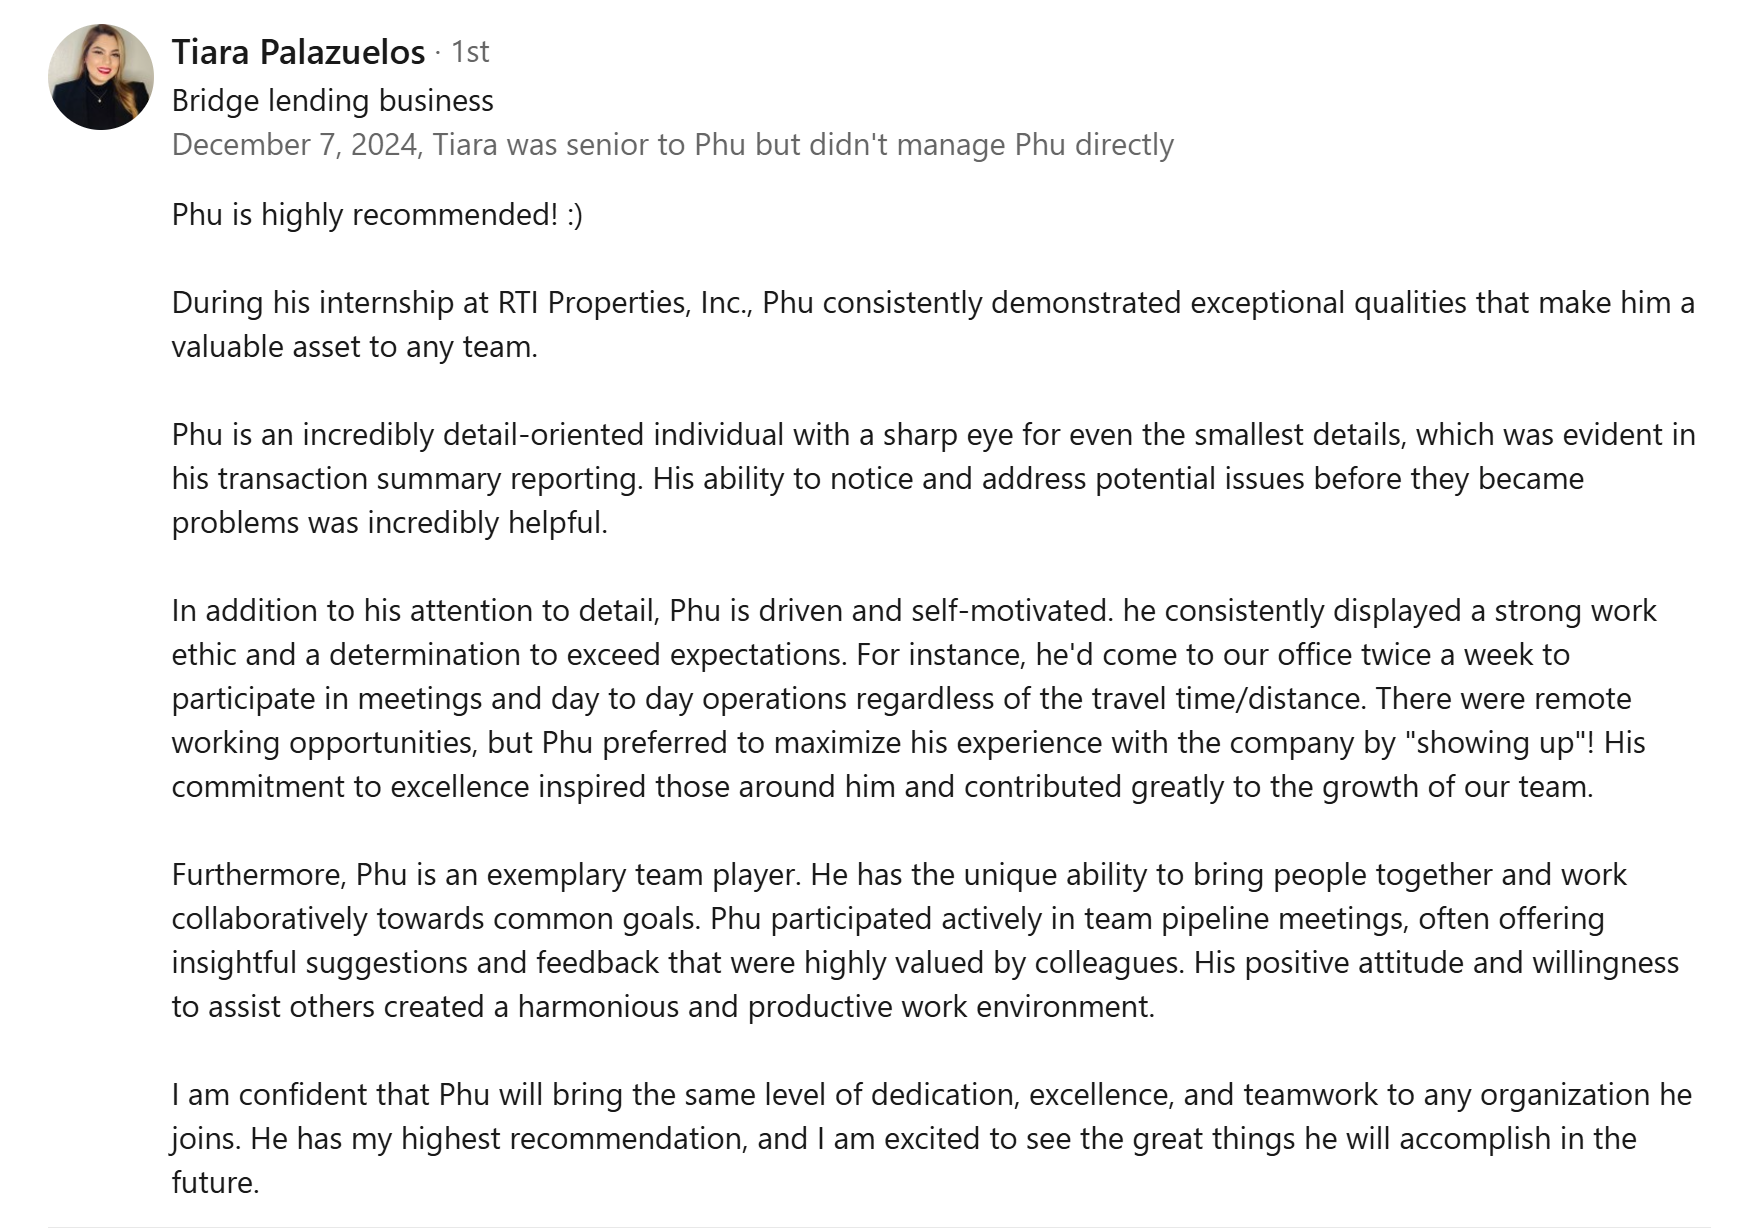 Tiara Palazuelos · 1st
Bridge lending business
December 7, 2024, Tiara was senior to Phu but didn't manage Phu directly
Phu is highly recommended! :)
During his internship at RTI Properties, Inc., Phu consistently demonstrated exceptional qualities that make him a
valuable asset to any team.
Phu is an incredibly detail-oriented individual with a sharp eye for even the smallest details, which was evident in
his transaction summary reporting. His ability to notice and address potential issues before they became
problems was incredibly helpful.
In addition to his attention to detail, Phu is driven and self-motivated. he consistently displayed a strong work
ethic and a determination to exceed expectations. For instance, he'd come to our office twice a week to
participate in meetings and day to day operations regardless of the travel time/distance. There were remote
working opportunities, but Phu preferred to maximize his experience with the company by "showing up"! His
commitment to excellence inspired those around him and contributed greatly to the growth of our team.
Furthermore, Phu is an exemplary team player. He has the unique ability to bring people together and work
collaboratively towards common goals. Phu participated actively in team pipeline meetings, often offering
insightful suggestions and feedback that were highly valued by colleagues. His positive attitude and willingness
to assist others created a harmonious and productive work environment.
I am confident that Phu will bring the same level of dedication, excellence, and teamwork to any organization he
joins. He has my highest recommendation, and I am excited to see the great things he will accomplish in the
future.